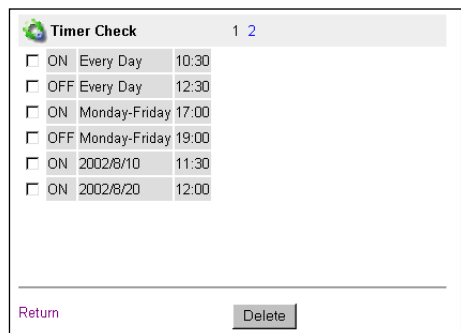 Timer Check 1 2
ON Every Day 10:30
OFF Every Day 12:30
ON Monday-Friday 17:00
OFF Monday-Friday 19:00
ON 2002/8/10 11:30
ON 2002/8/20 12:00
Return Delete